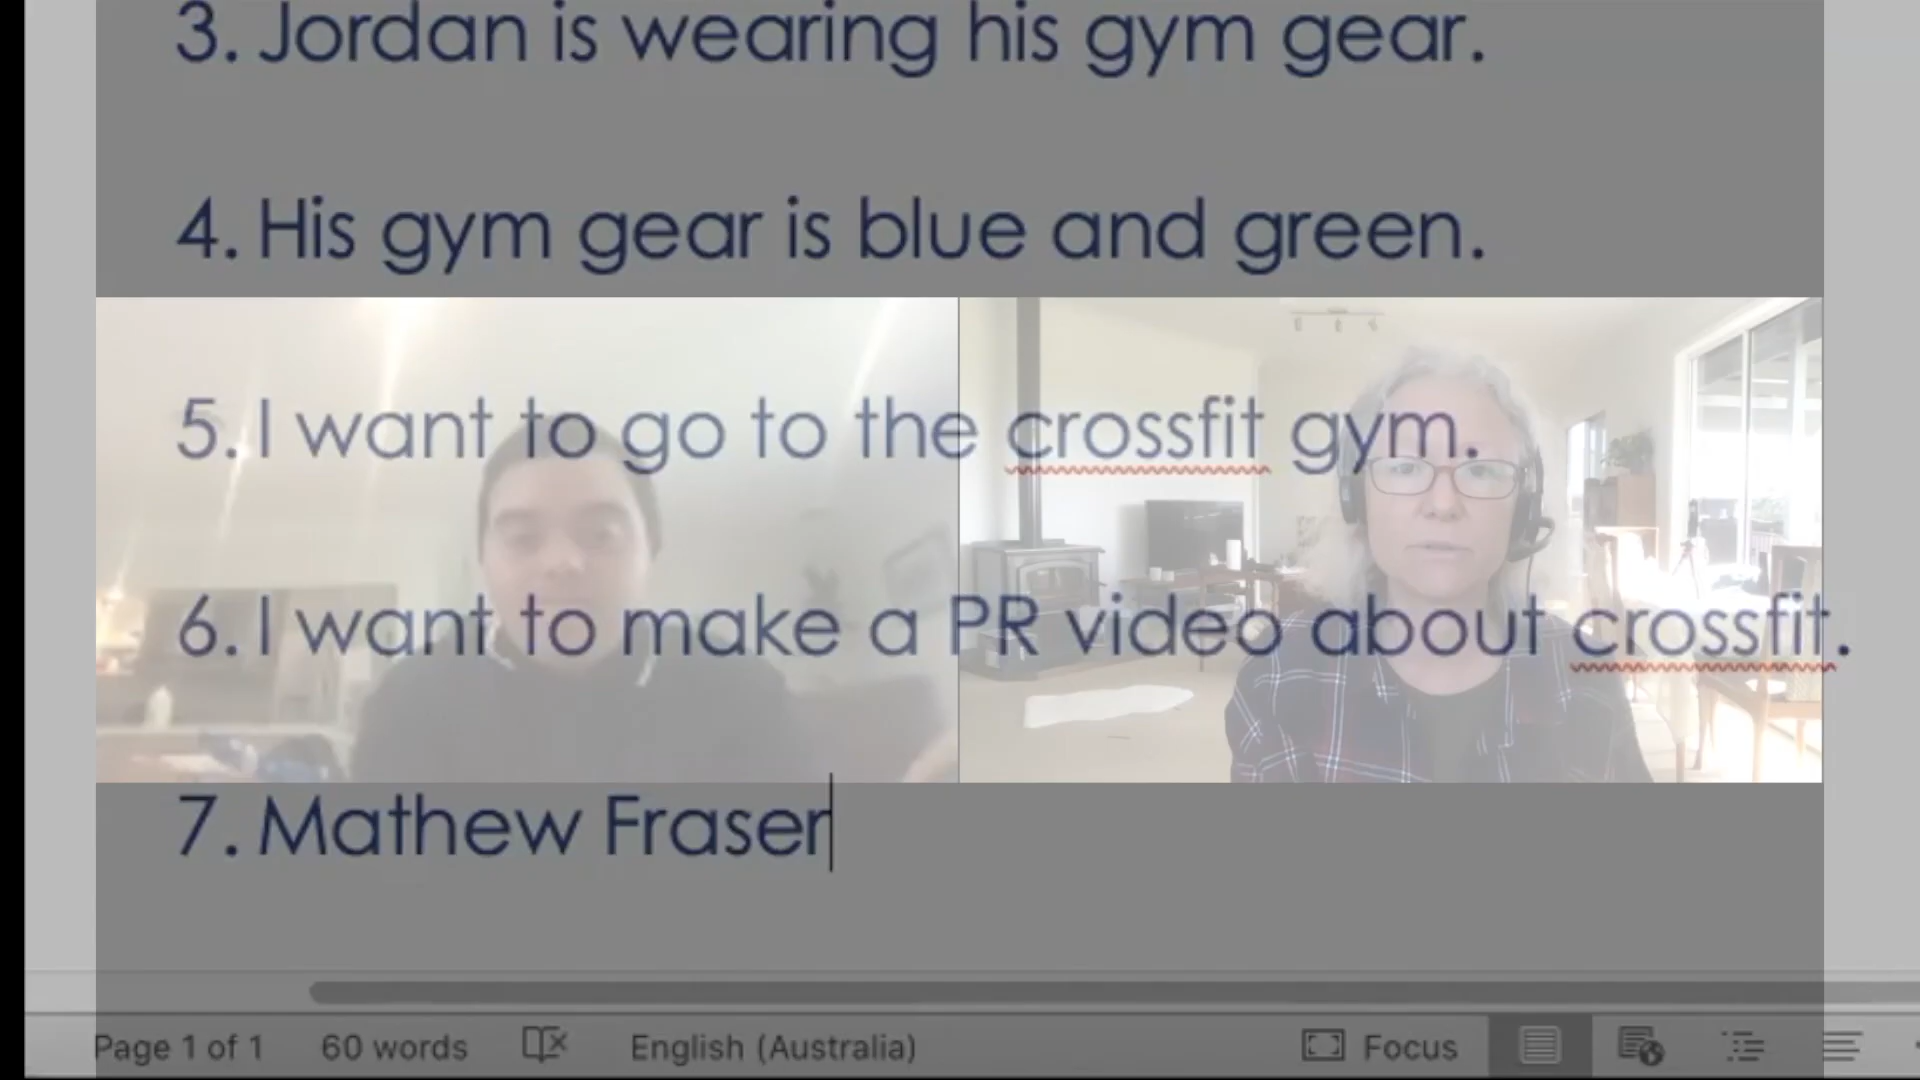 3. Jordan is wearing his gym gear.
4. His gym gear is blue and green.
5. I want to go to the crossfit gym.
6. I want to make a PR video about crossfit.
7. Mathew Fraser
Page 1 of 1 60 words English (Australia) Focus